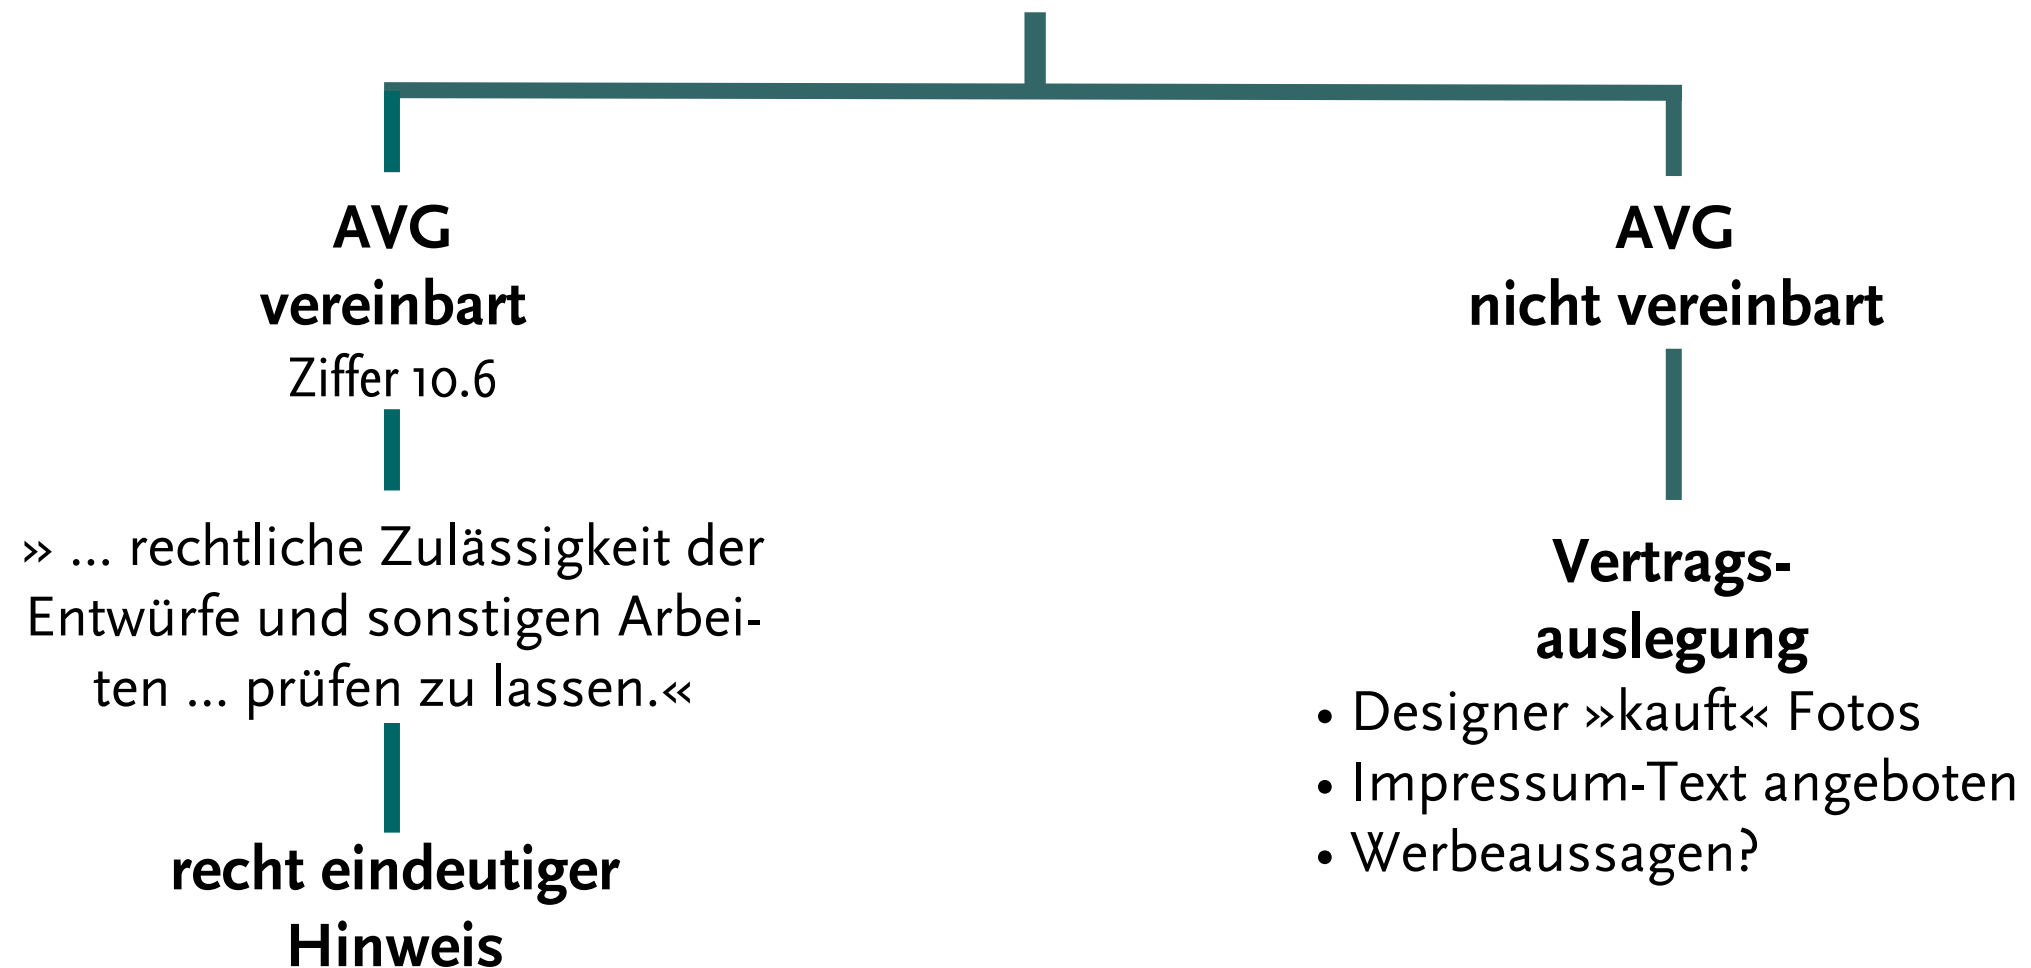 AVG
vereinbart
Ziffer 10.6
» ... rechtliche Zulässigkeit der
Entwürfe und sonstigen Arbei-
ten ... prüfen zu lassen.«
recht eindeutiger
Hinweis
AVG
nicht vereinbart
Vertrags-
auslegung
• Designer »kauft« Fotos
• Impressum-Text angeboten
• Werbeaussagen?